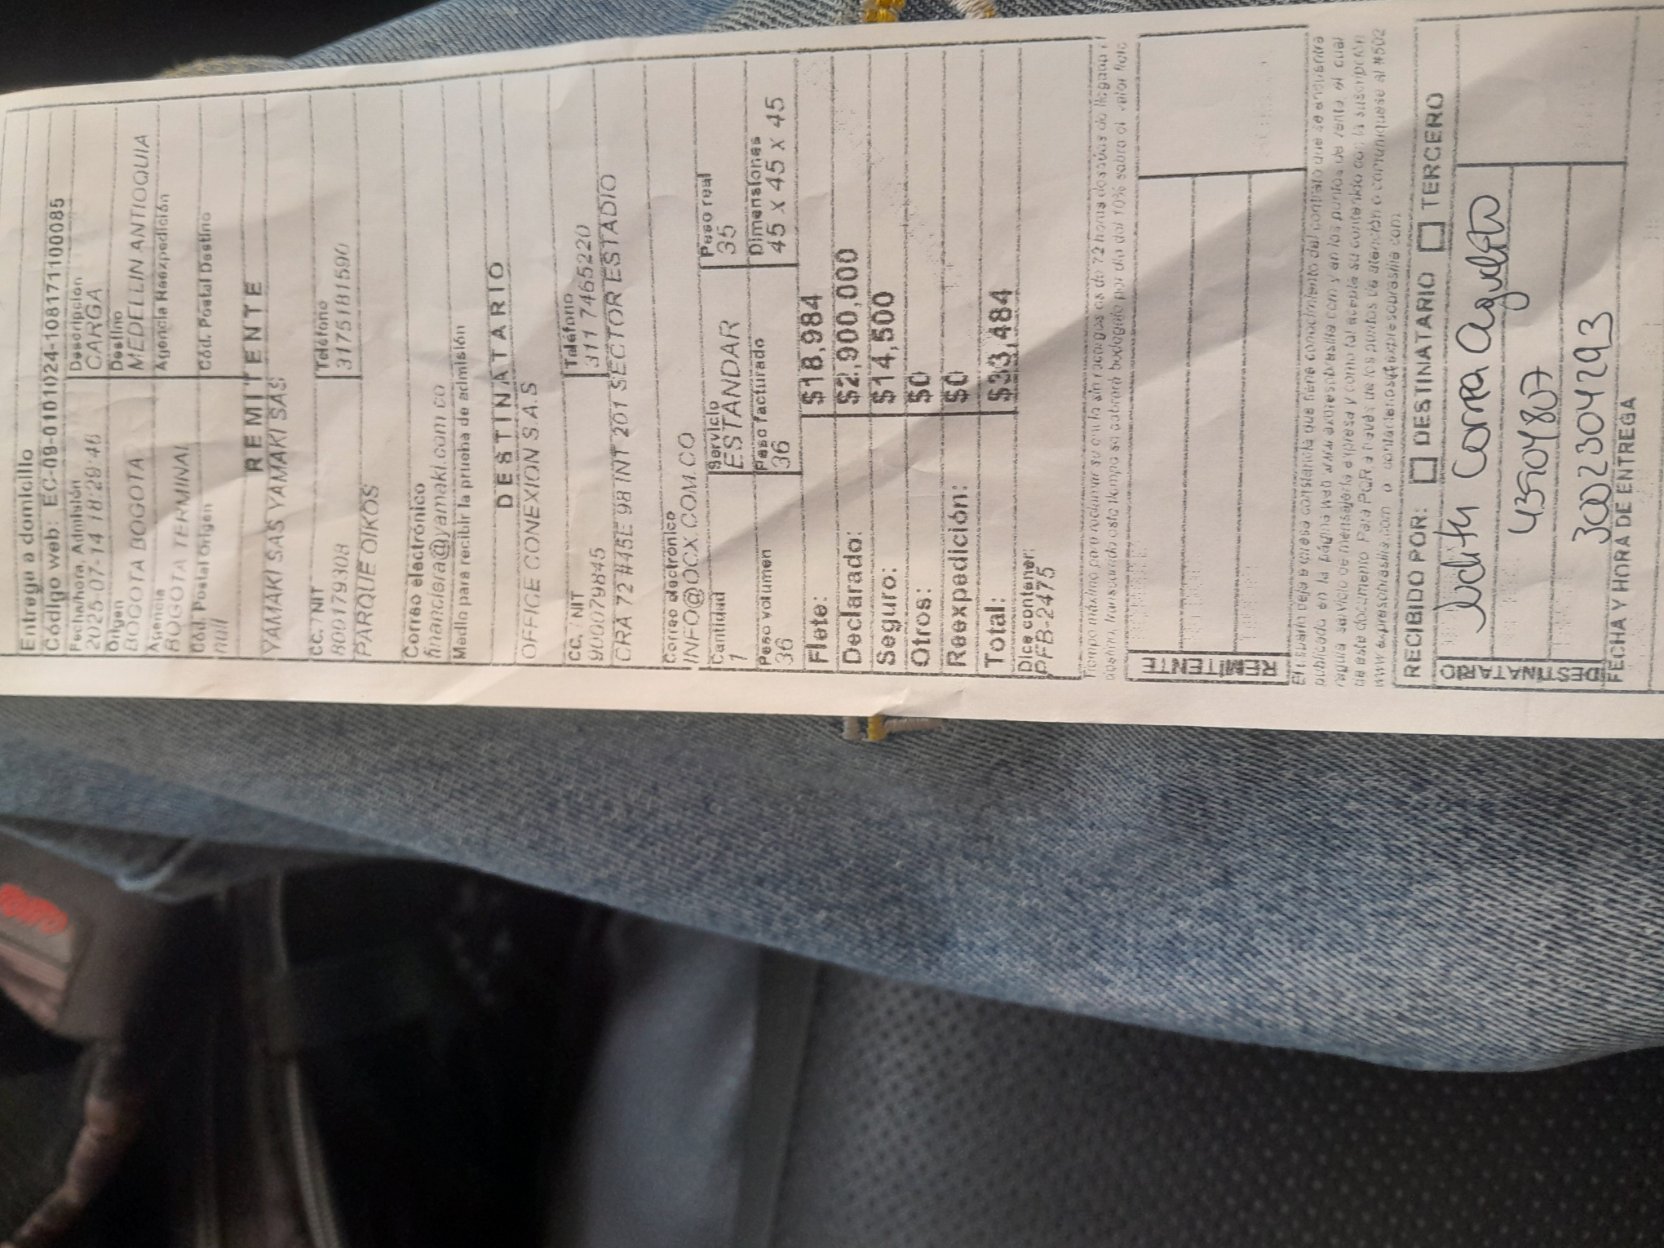 Entrega a domicilio
Código web: EC-09-0101024-1081711100085
Fecha/hora Admisión
2025-07-14 18:29:46
Descripción
CARGA
Origen
BOGOTA BOGOTA
Destino
MEDELLIN ANTIOQUIA
Agencia
BOGOTA TERMINAL
Agencia Reexpedición
Cód. Postal Origen
null
Cód. Postal Destino
REMITENTE
YAMAKI SAS YAMAKI SAS
CC. / NIT
800179308
Teléfono
3175181590
PARQUE OIKOS
Correo electrónico
financiera@yamaki.com.co
Medio para recibir la prueba de admisión
DESTINATARIO
OFFICE CONEXION S.A.S
CC. / NIT
900079845
Teléfono
311 7465220
CRA 72 #45E 98 INT 201 SECTOR ESTADIO
Correo electrónico
INFO@OCX.COM.CO
Cantidad
1
Servicio
ESTANDAR
Peso real
35
Peso volumen
36
Peso facturado
36
Dimensiones
45 X 45 X 45
Flete: $18,984
Declarado: $2,900,000
Seguro: $14,500
Otros: $0
Reexpedición: $0
Total: $33,484
Dice contener:
PFB-2475
REMITENTE
RECIBIDO POR: DESTINATARIO TERCERO
DESTINATARIO
Judith Correa
43504807
3002304293
FECHA Y HORA DE ENTREGA